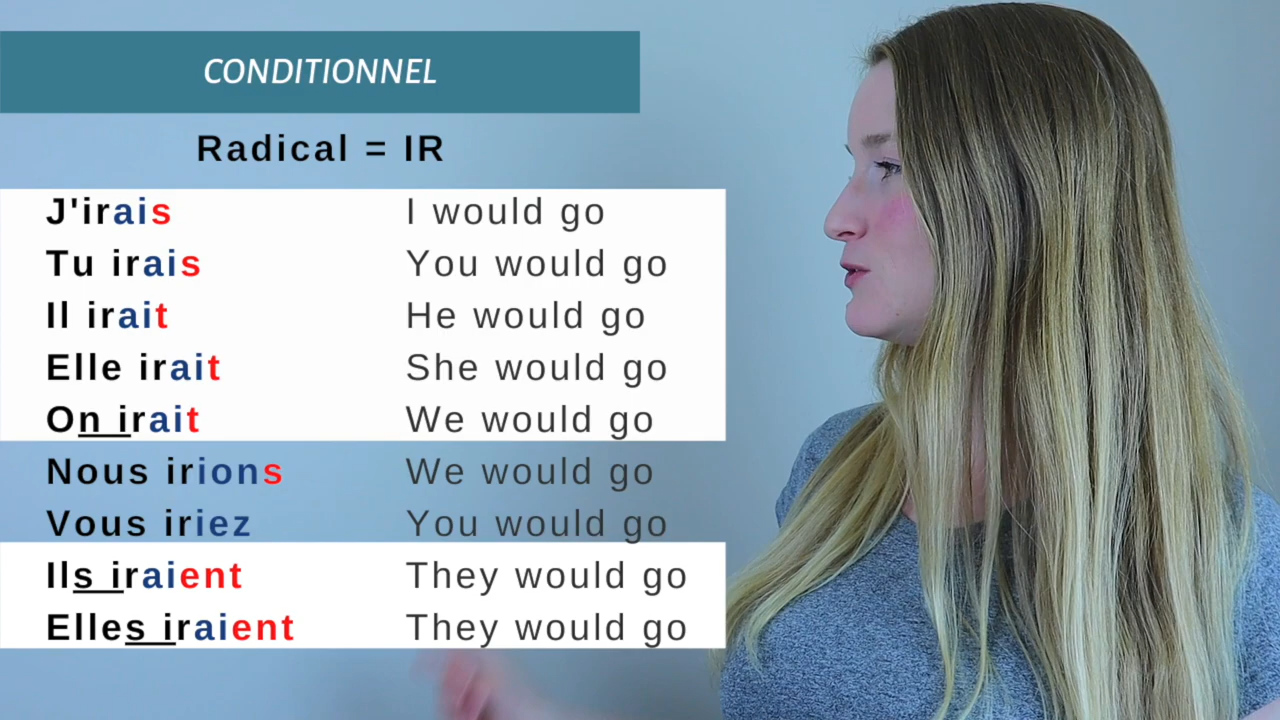 CONDITIONNEL
Radical = IR
J'irais I would go
Tu irais You would go
Il irait He would go
Elle irait She would go
On irait We would go
Nous irions We would go
Vous iriez You would go
Ils iraient They would go
Elles iraient They would go